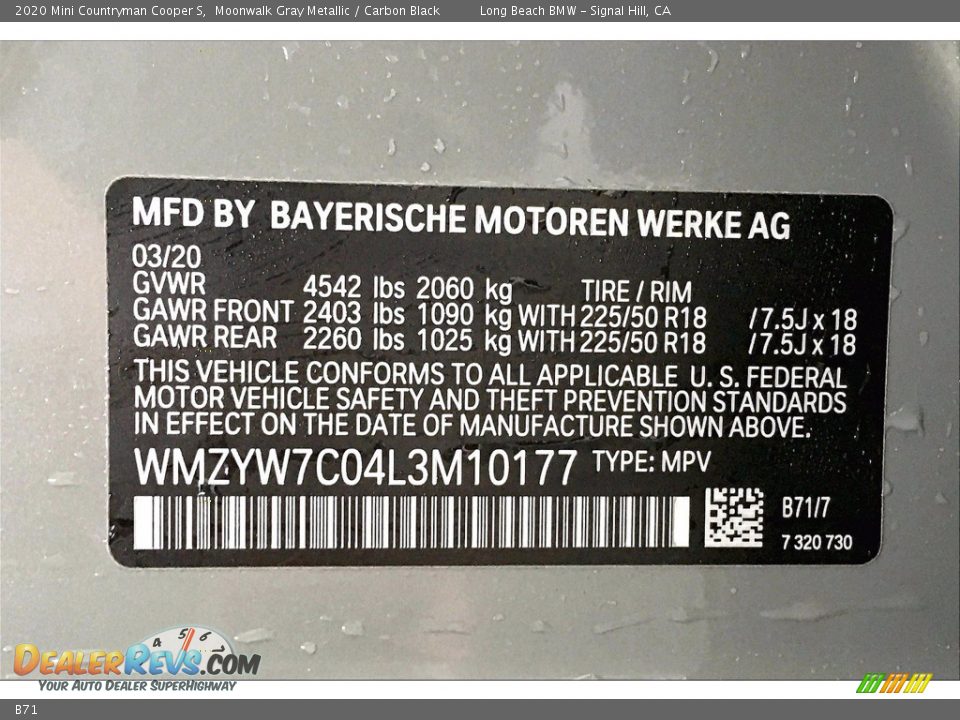 2020 Mini Countryman Cooper S, Moonwalk Gray Metallic / Carbon Black Long Beach BMW - Signal Hill, CA
MFD BY BAYERISCHE MOTOREN WERKE AG
03/20
GVWR 4542 lbs 2060 kg TIRE / RIM
GAWR FRONT 2403 lbs 1090 kg WITH 225/50 R18 /7.5J x 18
GAWR REAR 2260 lbs 1025 kg WITH 225/50 R18 /7.5J x 18
THIS VEHICLE CONFORMS TO ALL APPLICABLE U. S. FEDERAL
MOTOR VEHICLE SAFETY AND THEFT PREVENTION STANDARDS
IN EFFECT ON THE DATE OF MANUFACTURE SHOWN ABOVE.
WMZYW7C04L3M10177 TYPE: MPV
B71/7
7 320 730
4 5 6
DEALERREVS.COM
YOUR AUTO DEALER SUPERHIGHWAY
B71